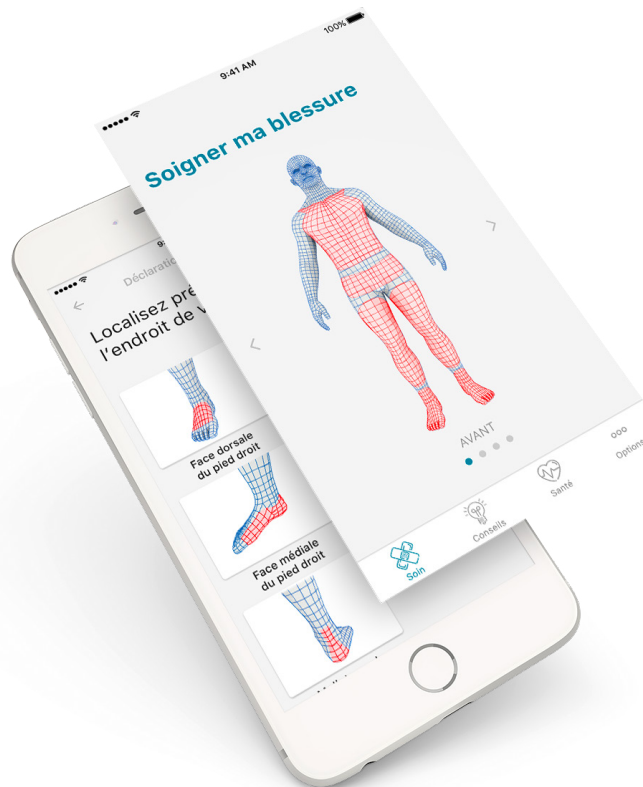 100%
9:41 AM
Soigner ma blessure
AVANT
Soin
Conseils
Santé
Options
Localisez
l'endroit de
Face dorsale
du pied droit
Face médiale
du pied droit